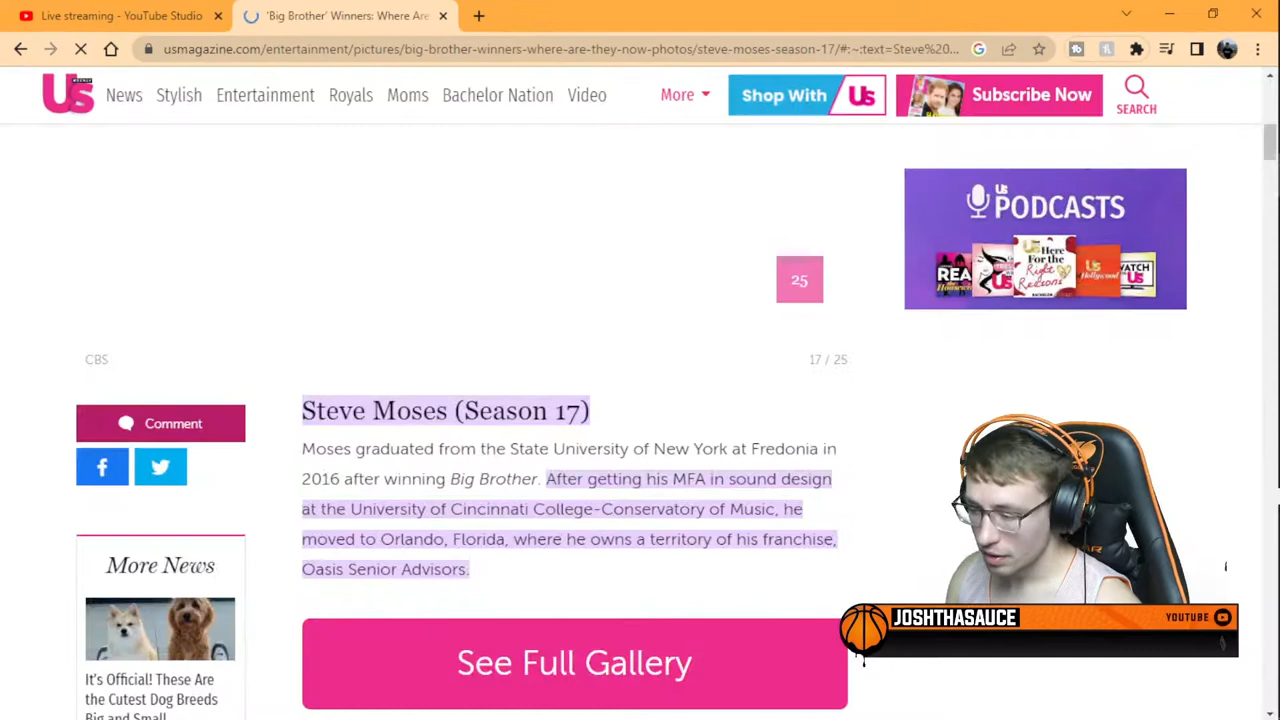 Live streaming - YouTube Studio
'Big Brother' Winners: Where Are
usmagazine.com/entertainment/pictures/big-brother-winners-where-are-they-now-photos/steve-moses-season-17/#:~:text=Steve%20...
Us WEEKLY
News Stylish Entertainment Royals Moms Bachelor Nation Video
More
Shop With Us
Subscribe Now
SEARCH
Us PODCASTS
Us Here For the Right Reasons
Us Hollywood
WATCH Us
25
CBS
17 / 25
Comment
Steve Moses (Season 17)
Moses graduated from the State University of New York at Fredonia in
2016 after winning Big Brother. After getting his MFA in sound design
at the University of Cincinnati College-Conservatory of Music, he
moved to Orlando, Florida, where he owns a territory of his franchise,
Oasis Senior Advisors.
More News
It's Official! These Are
the Cutest Dog Breeds
Big and Small
See Full Gallery
JOSHTHASAUCE
YOUTUBE